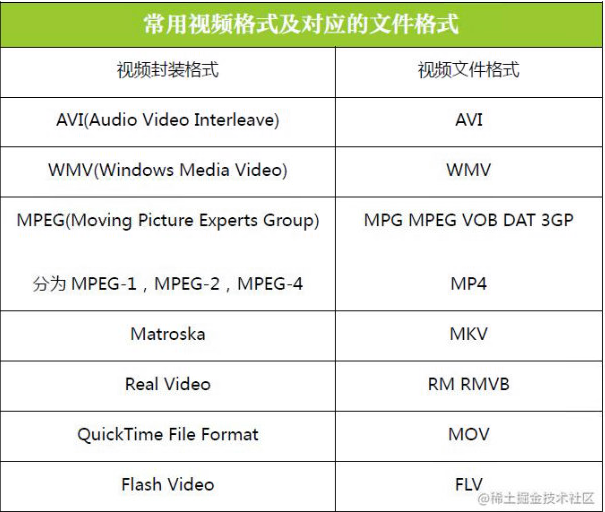 常用视频格式及对应的文件格式
视频封装格式 视频文件格式
AVI(Audio Video Interleave) AVI
WMV(Windows Media Video) WMV
MPEG(Moving Picture Experts Group) MPG MPEG VOB DAT 3GP
分为 MPEG-1，MPEG-2，MPEG-4 MP4
Matroska MKV
Real Video RM RMVB
QuickTime File Format MOV
Flash Video FLV
@稀土掘金技术社区